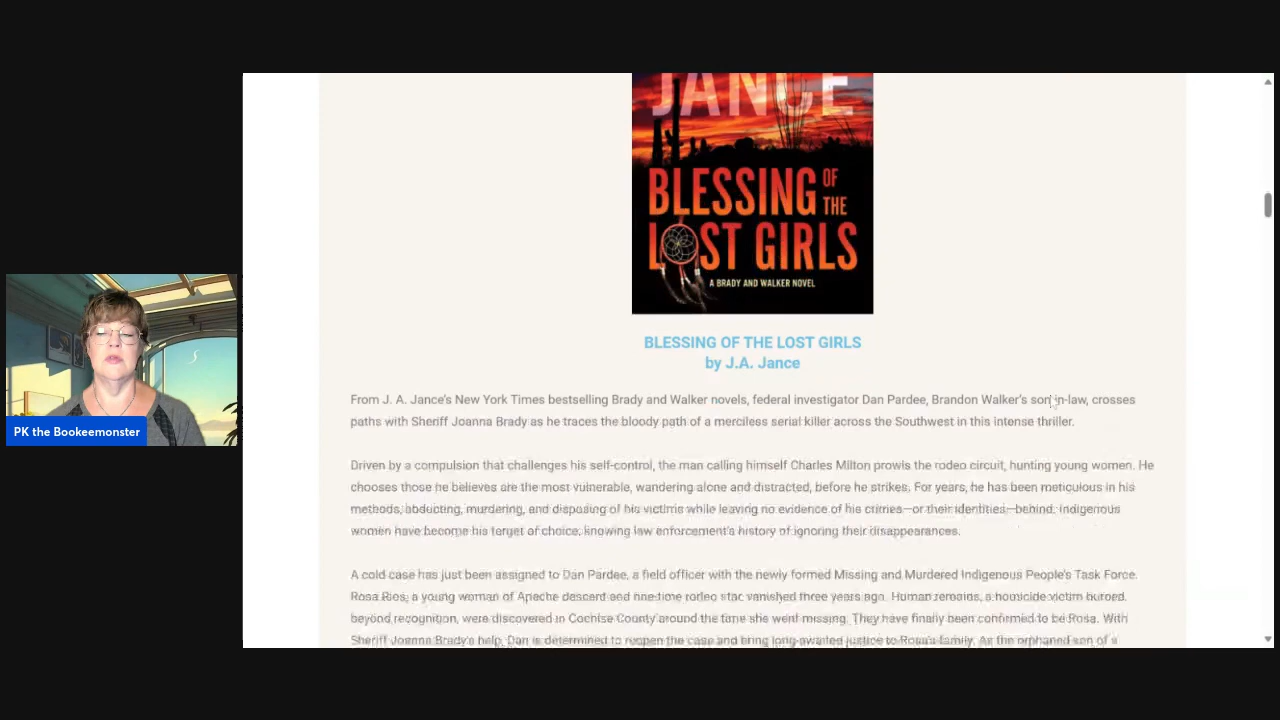 JANCE
BLESSING OF THE
LOST GIRLS
A BRADY AND WALKER NOVEL
BLESSING OF THE LOST GIRLS
by J.A. Jance
From J. A. Jance's New York Times bestselling Brady and Walker novels, federal investigator Dan Pardee, Brandon Walker's son-in-law, crosses
paths with Sheriff Joanna Brady as he traces the bloody path of a merciless serial killer across the Southwest in this intense thriller.
Driven by a compulsion that challenges his self-control, the man calling himself Charles Milton prowls the rodeo circuit, hunting young women. He
chooses those he believes are the most vulnerable, wandering alone and distracted, before he strikes. For years, he has been meticulous in his
methods, abducting, murdering, and disposing of his victims while leaving no evidence of his crimes—or their identities—behind. Indigenous
women have become his target of choice, knowing law enforcement's history of ignoring their disappearances.
A cold case has just been assigned to Dan Pardee, a field officer with the newly formed Missing and Murdered Indigenous People's Task Force.
Rosa Rios, a young woman of Apache descent and one-time rodeo star, vanished three years ago. Human remains, a homicide victim burned
beyond recognition, were discovered in Cochise County around the time she went missing. They have finally been confirmed to be Rosa. With
Sheriff Joanna Brady's help, Dan is determined to reopen the case and bring long-awaited justice to Rosa's family. As the orphaned son of a
PK the Bookeemonster